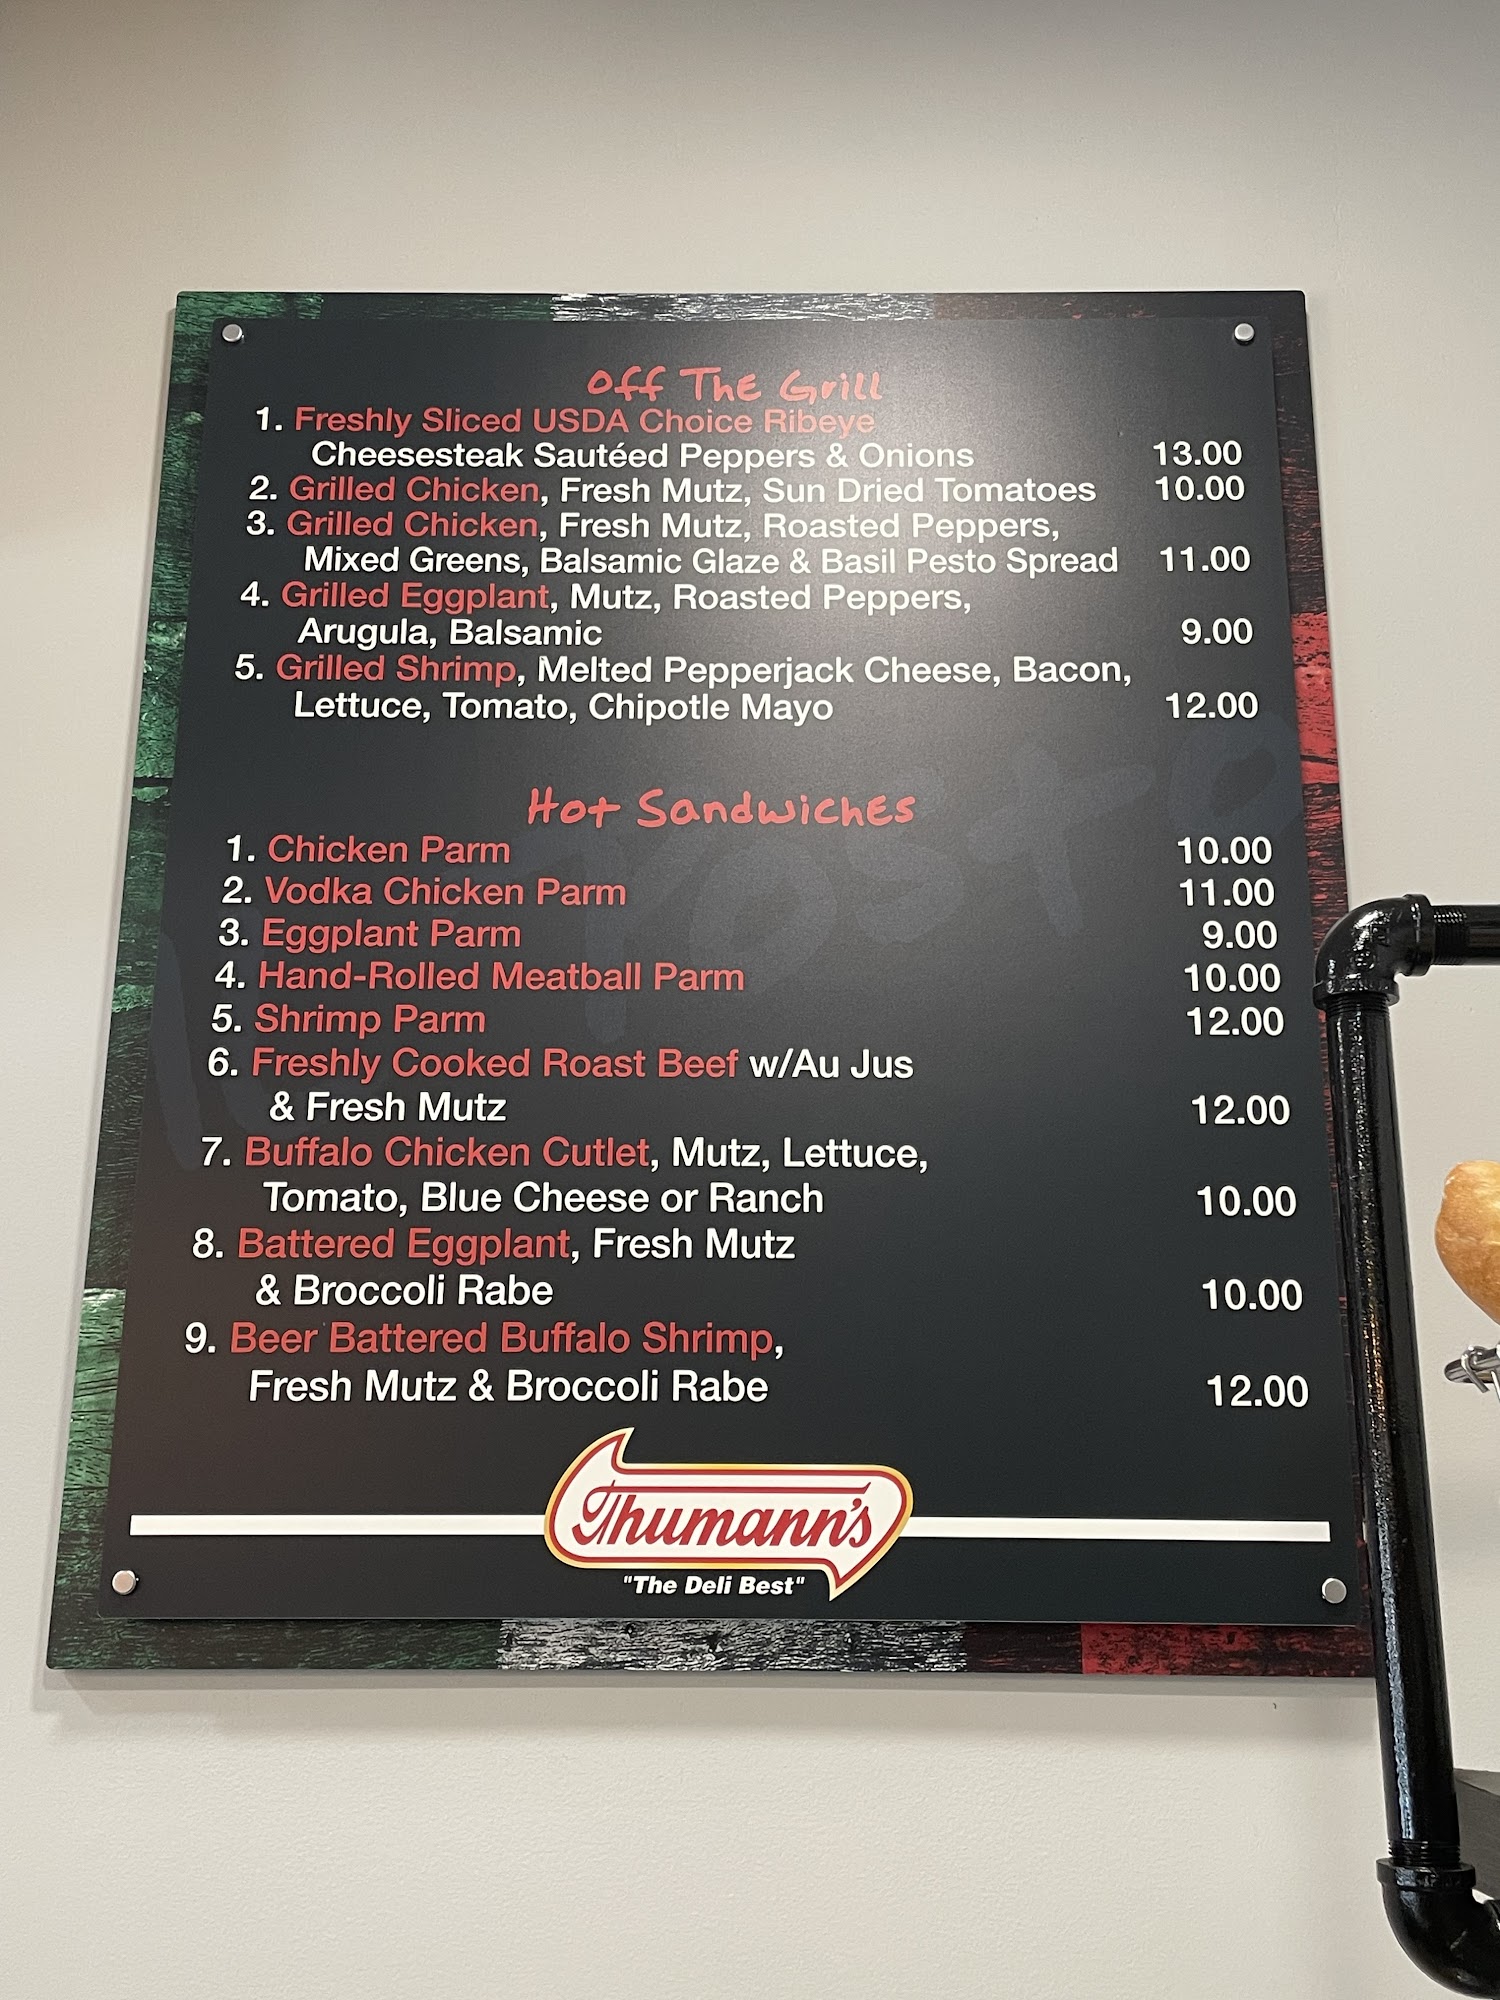 Off The Grill
1. Freshly Sliced USDA Choice Ribeye
Cheesesteak Sautéed Peppers & Onions 13.00
2. Grilled Chicken, Fresh Mutz, Sun Dried Tomatoes 10.00
3. Grilled Chicken, Fresh Mutz, Roasted Peppers,
Mixed Greens, Balsamic Glaze & Basil Pesto Spread 11.00
4. Grilled Eggplant, Mutz, Roasted Peppers,
Arugula, Balsamic 9.00
5. Grilled Shrimp, Melted Pepperjack Cheese, Bacon,
Lettuce, Tomato, Chipotle Mayo 12.00
Hot Sandwiches
1. Chicken Parm 10.00
2. Vodka Chicken Parm 11.00
3. Eggplant Parm 9.00
4. Hand-Rolled Meatball Parm 10.00
5. Shrimp Parm 12.00
6. Freshly Cooked Roast Beef w/Au Jus
& Fresh Mutz 12.00
7. Buffalo Chicken Cutlet, Mutz, Lettuce,
Tomato, Blue Cheese or Ranch 10.00
8. Battered Eggplant, Fresh Mutz
& Broccoli Rabe 10.00
9. Beer Battered Buffalo Shrimp,
Fresh Mutz & Broccoli Rabe 12.00
Thumann's
"The Deli Best"